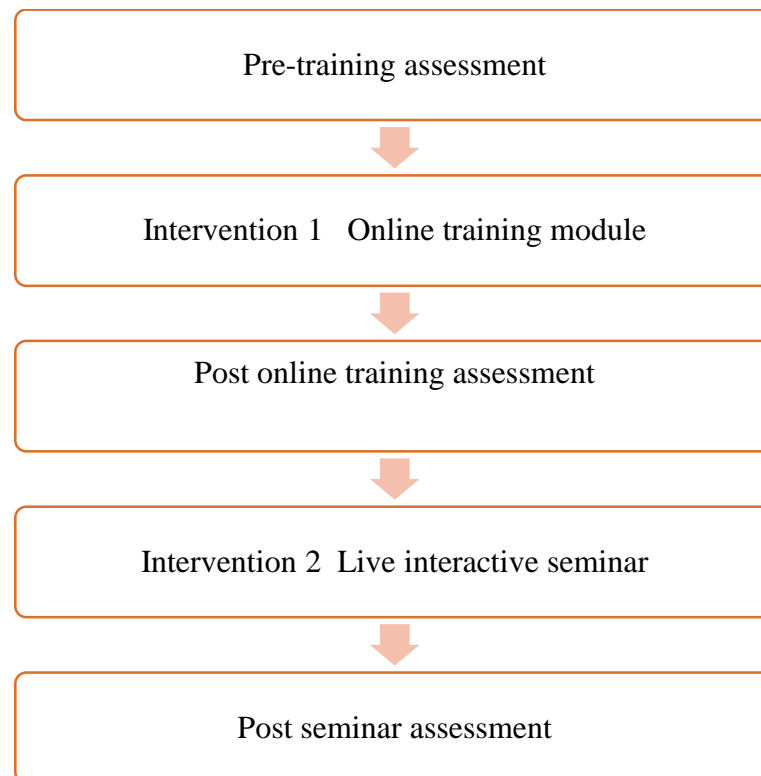 Pre-training assessment
Intervention 1   Online training module
Post online training assessment
Intervention 2  Live interactive seminar
Post seminar assessment